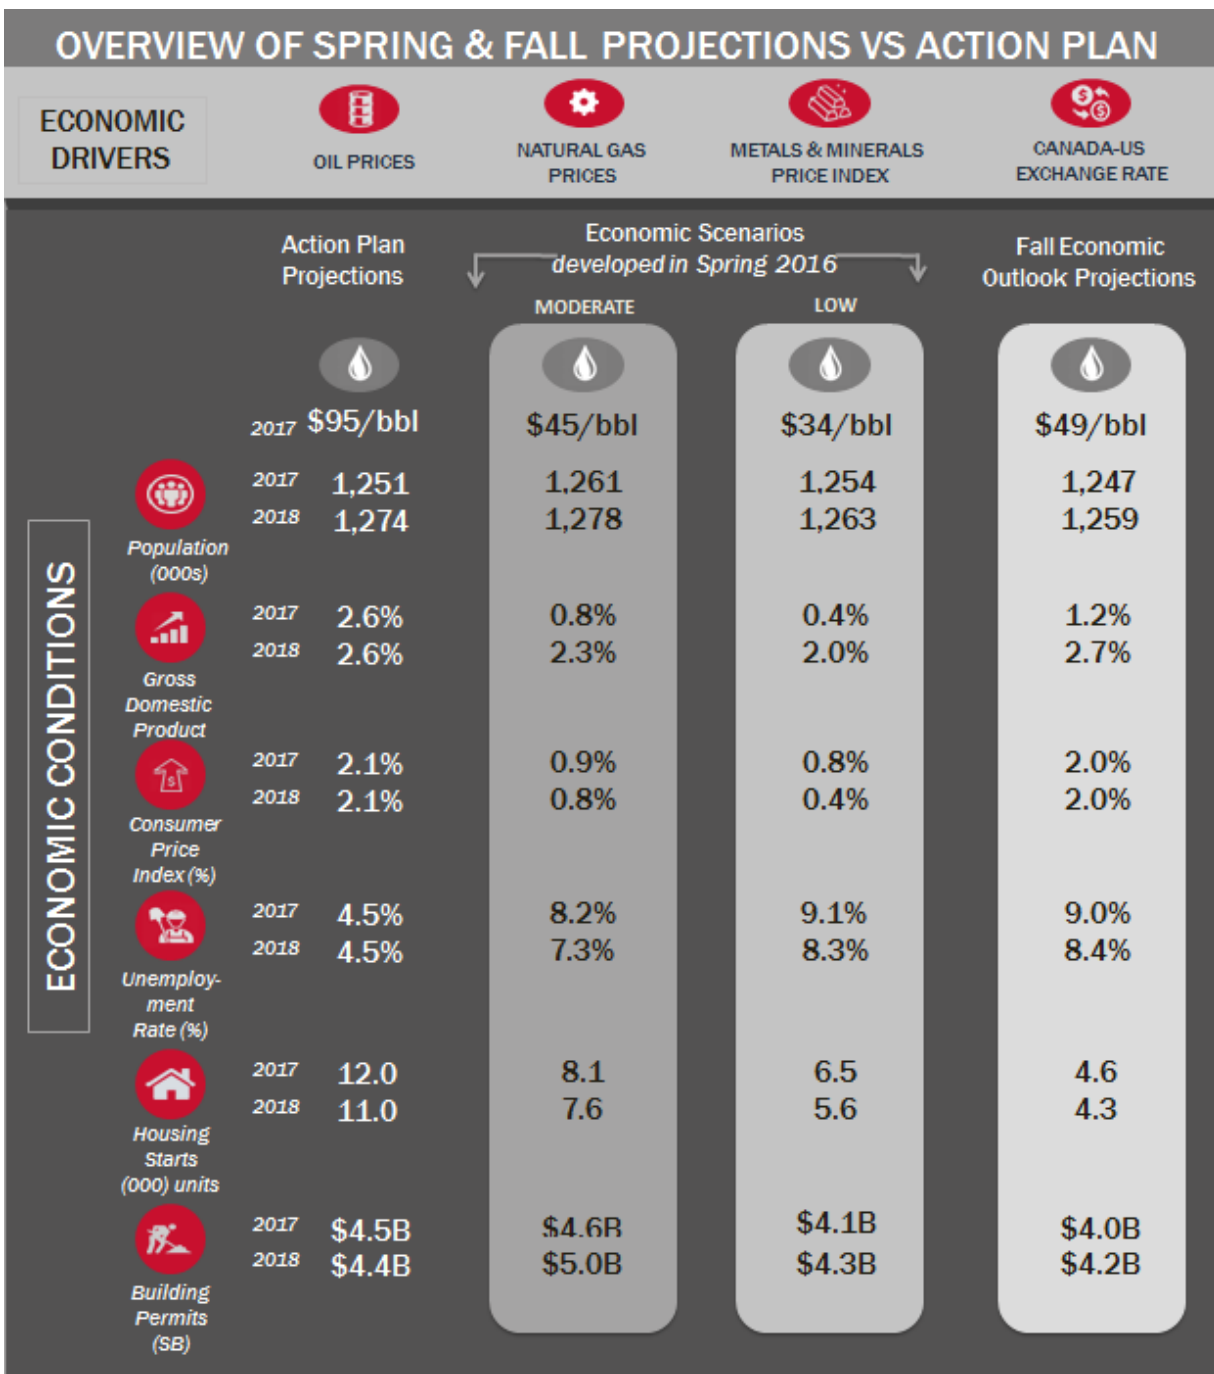 OVERVIEW OF SPRING & FALL PROJECTIONS VS ACTION PLAN
ECONOMIC
DRIVERS
OIL PRICES
NATURAL GAS
PRICES
METALS & MINERALS
PRICE INDEX
CANADA-US
EXCHANGE RATE
Action Plan
Projections
Economic Scenarios
developed in Spring 2016
MODERATE
LOW
Fall Economic
Outlook Projections
2017 $95/bbl $45/bbl $34/bbl $49/bbl
ECONOMIC CONDITIONS
2017 1,251 1,261 1,254 1,247
2018 1,274 1,278 1,263 1,259
Population
(000s)
2017 2.6% 0.8% 0.4% 1.2%
2018 2.6% 2.3% 2.0% 2.7%
Gross
Domestic
Product
2017 2.1% 0.9% 0.8% 2.0%
2018 2.1% 0.8% 0.4% 2.0%
Consumer
Price
Index (%)
2017 4.5% 8.2% 9.1% 9.0%
2018 4.5% 7.3% 8.3% 8.4%
Unemploy-
ment
Rate (%)
2017 12.0 8.1 6.5 4.6
2018 11.0 7.6 5.6 4.3
Housing
Starts
(000) units
2017 $4.5B $4.6B $4.1B $4.0B
2018 $4.4B $5.0B $4.3B $4.2B
Building
Permits
(SB)